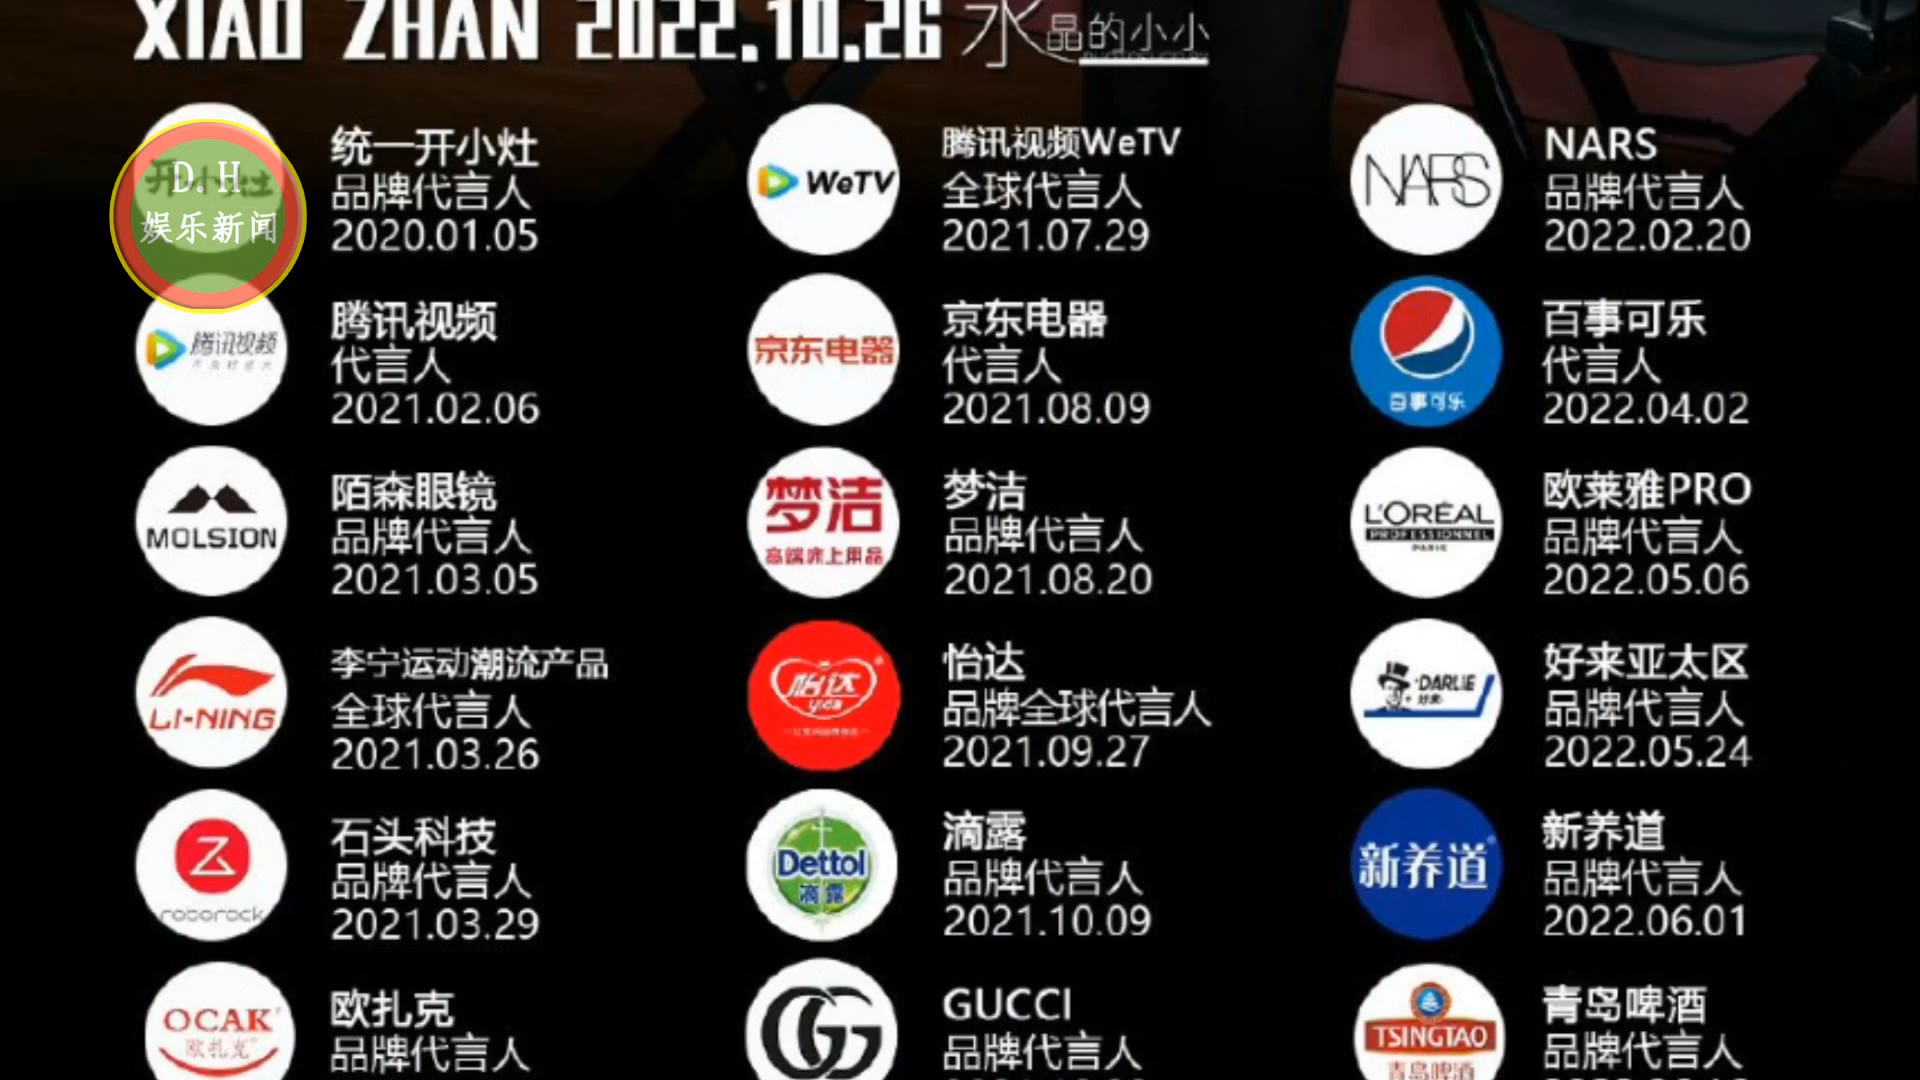 XIAO ZHAN 2022.10.26 水晶的小小
开小灶
D.H
娱乐新闻
统一开小灶
品牌代言人
2020.01.05
WeTV
腾讯视频WeTV
全球代言人
2021.07.29
NARS
NARS
品牌代言人
2022.02.20
腾讯视频
腾讯视频
代言人
2021.02.06
京东电器
京东电器
代言人
2021.08.09
百事可乐
百事可乐
代言人
2022.04.02
MOLSION
陌森眼镜
品牌代言人
2021.03.05
梦洁
高端床上用品
梦洁
品牌代言人
2021.08.20
L'ORÉAL
PROFESSIONNEL
PARIS
欧莱雅PRO
品牌代言人
2022.05.06
LI-NING
李宁运动潮流产品
全球代言人
2021.03.26
怡达
yida
怡达
品牌全球代言人
2021.09.27
DARLIE
好来
好来亚太区
品牌代言人
2022.05.24
roborock
石头科技
品牌代言人
2021.03.29
Dettol
滴露
滴露
品牌代言人
2021.10.09
新养道
新养道
品牌代言人
2022.06.01
OCAK
欧扎克
欧扎克
品牌代言人
GUCCI
品牌代言人
TSINGTAO
青岛啤酒
青岛啤酒
品牌代言人